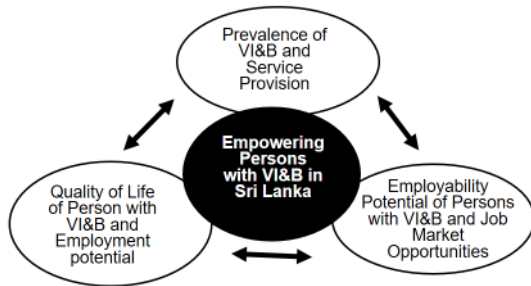 Prevalence of
VI&B and
Service
Provision
Empowering
Persons
with VI&B in
Sri Lanka
Quality of Life
of Person with
VI&B and
Employment
potential
Employability
Potential of Persons
with VI&B and Job
Market
Opportunities